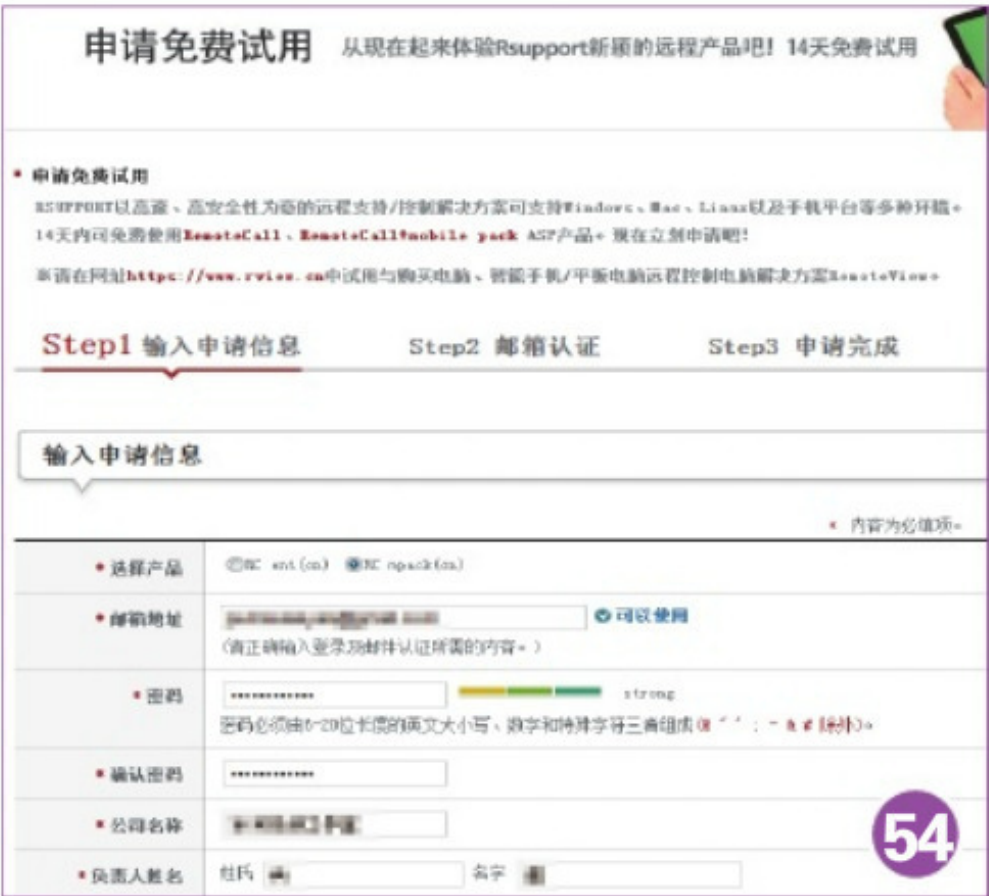 申请免费试用 从现在起来体验Rsupport新颖的远程产品吧！14天免费试用
申请免费试用
RSUPPORT以高速、高安全性为豪的远程支持/控制解决方案可支持Windows、Mac、Linux以及手机平台等多种环境。
14天内可免费使用RemoteCall、RemoteCall+mobile pack ASP产品。现在立刻申请吧！
※请在网址https://www.rview.cn中试用与购买电脑、智能手机/平板电脑远程控制电脑解决方案RemoteView。
Step1 输入申请信息 Step2 邮箱认证 Step3 申请完成
输入申请信息
* 内容为必填项。
选择产品 RC ent(cn) RC mpack(cn)
邮箱地址 可以使用
(请正确输入登录及邮件认证所需的内容。)
密码 •••••••••••• strong
密码必须由6-20位长度的英文大小写、数字和特殊字符三者组成
确认密码 ••••••••••••
公司名称
负责人姓名 姓氏 名字
54